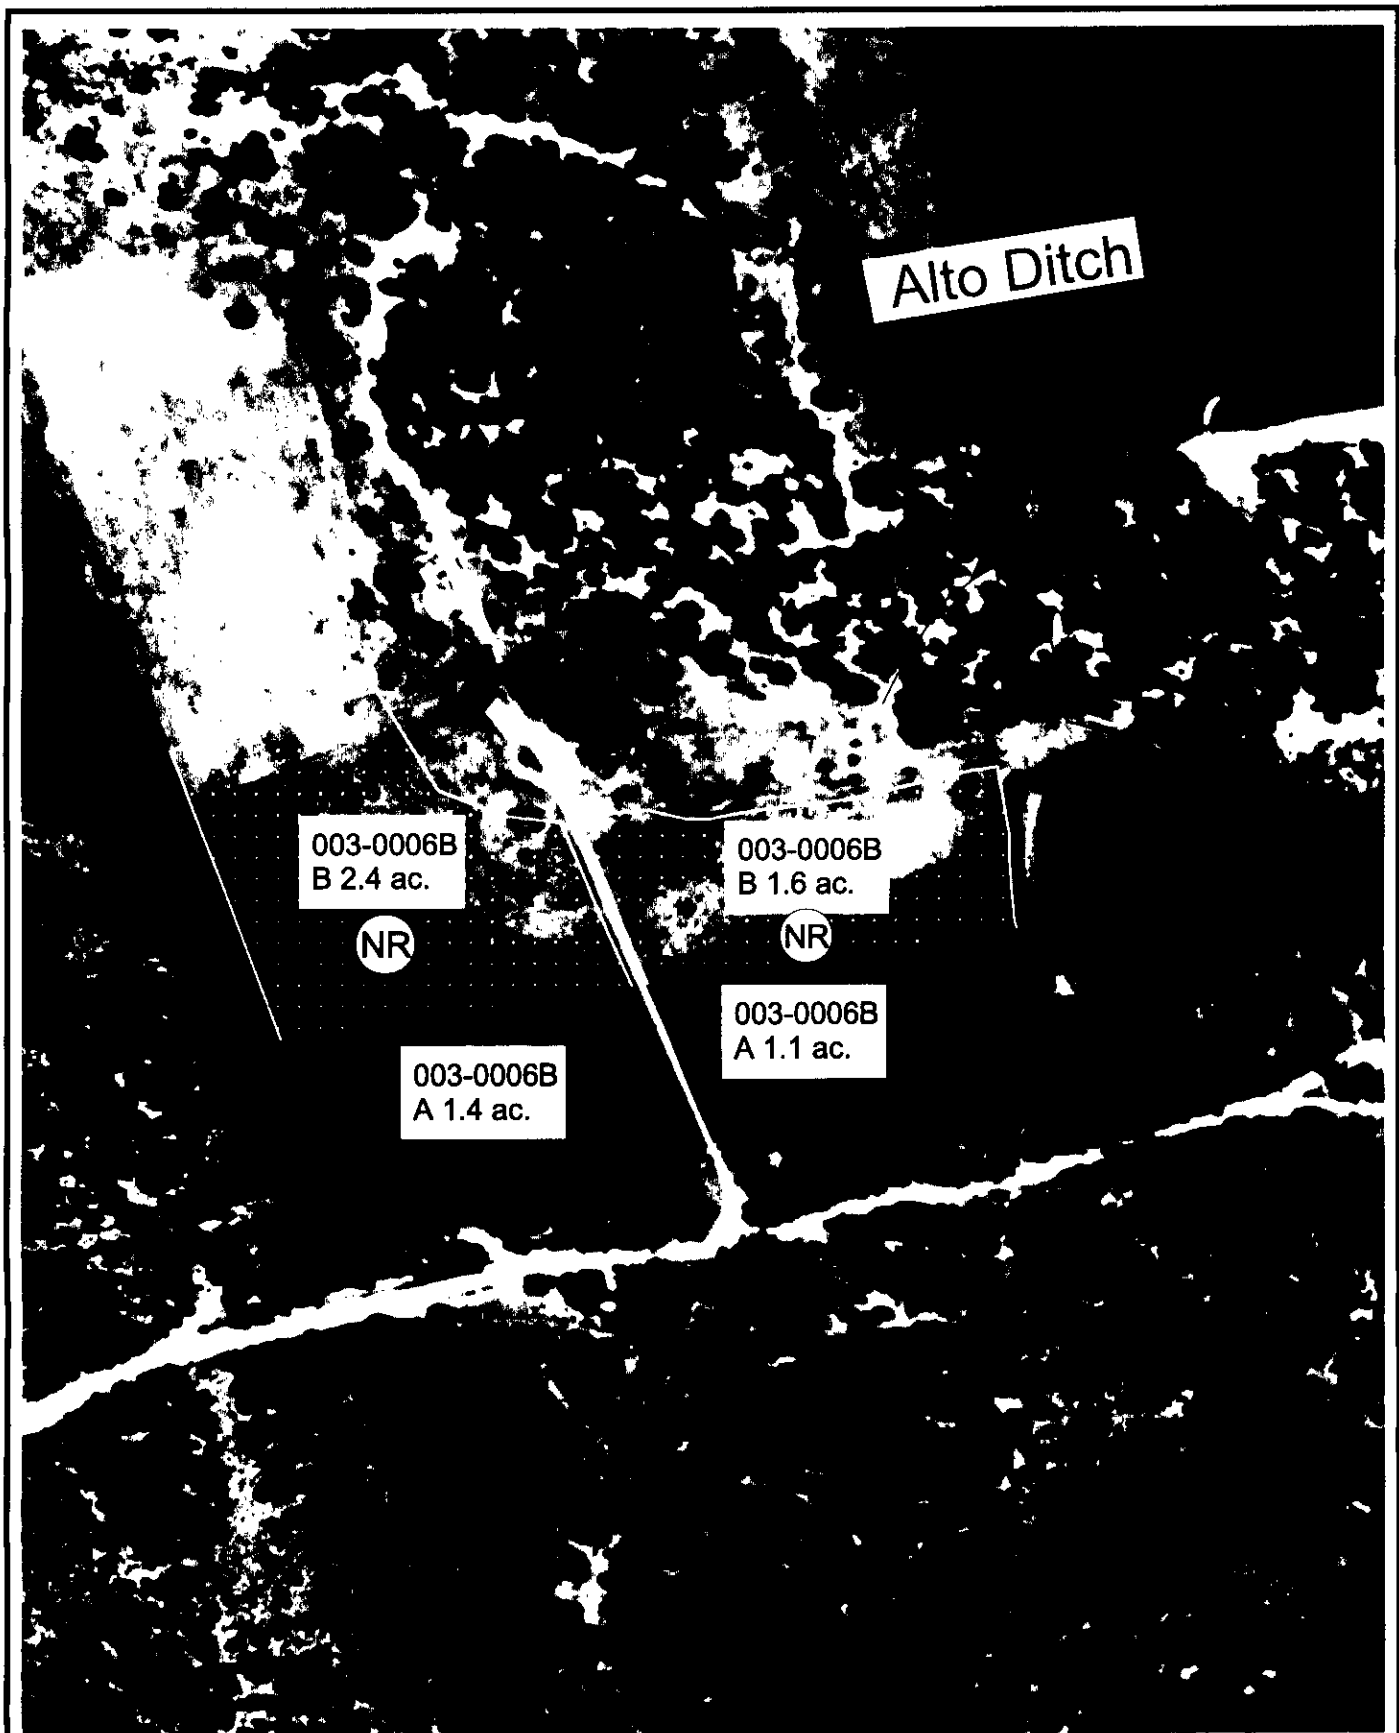 Alto Ditch
003-0006B
B 2.4 ac.
NR
003-0006B
B 1.6 ac.
NR
003-0006B
A 1.1 ac.
003-0006B
A 1.4 ac.